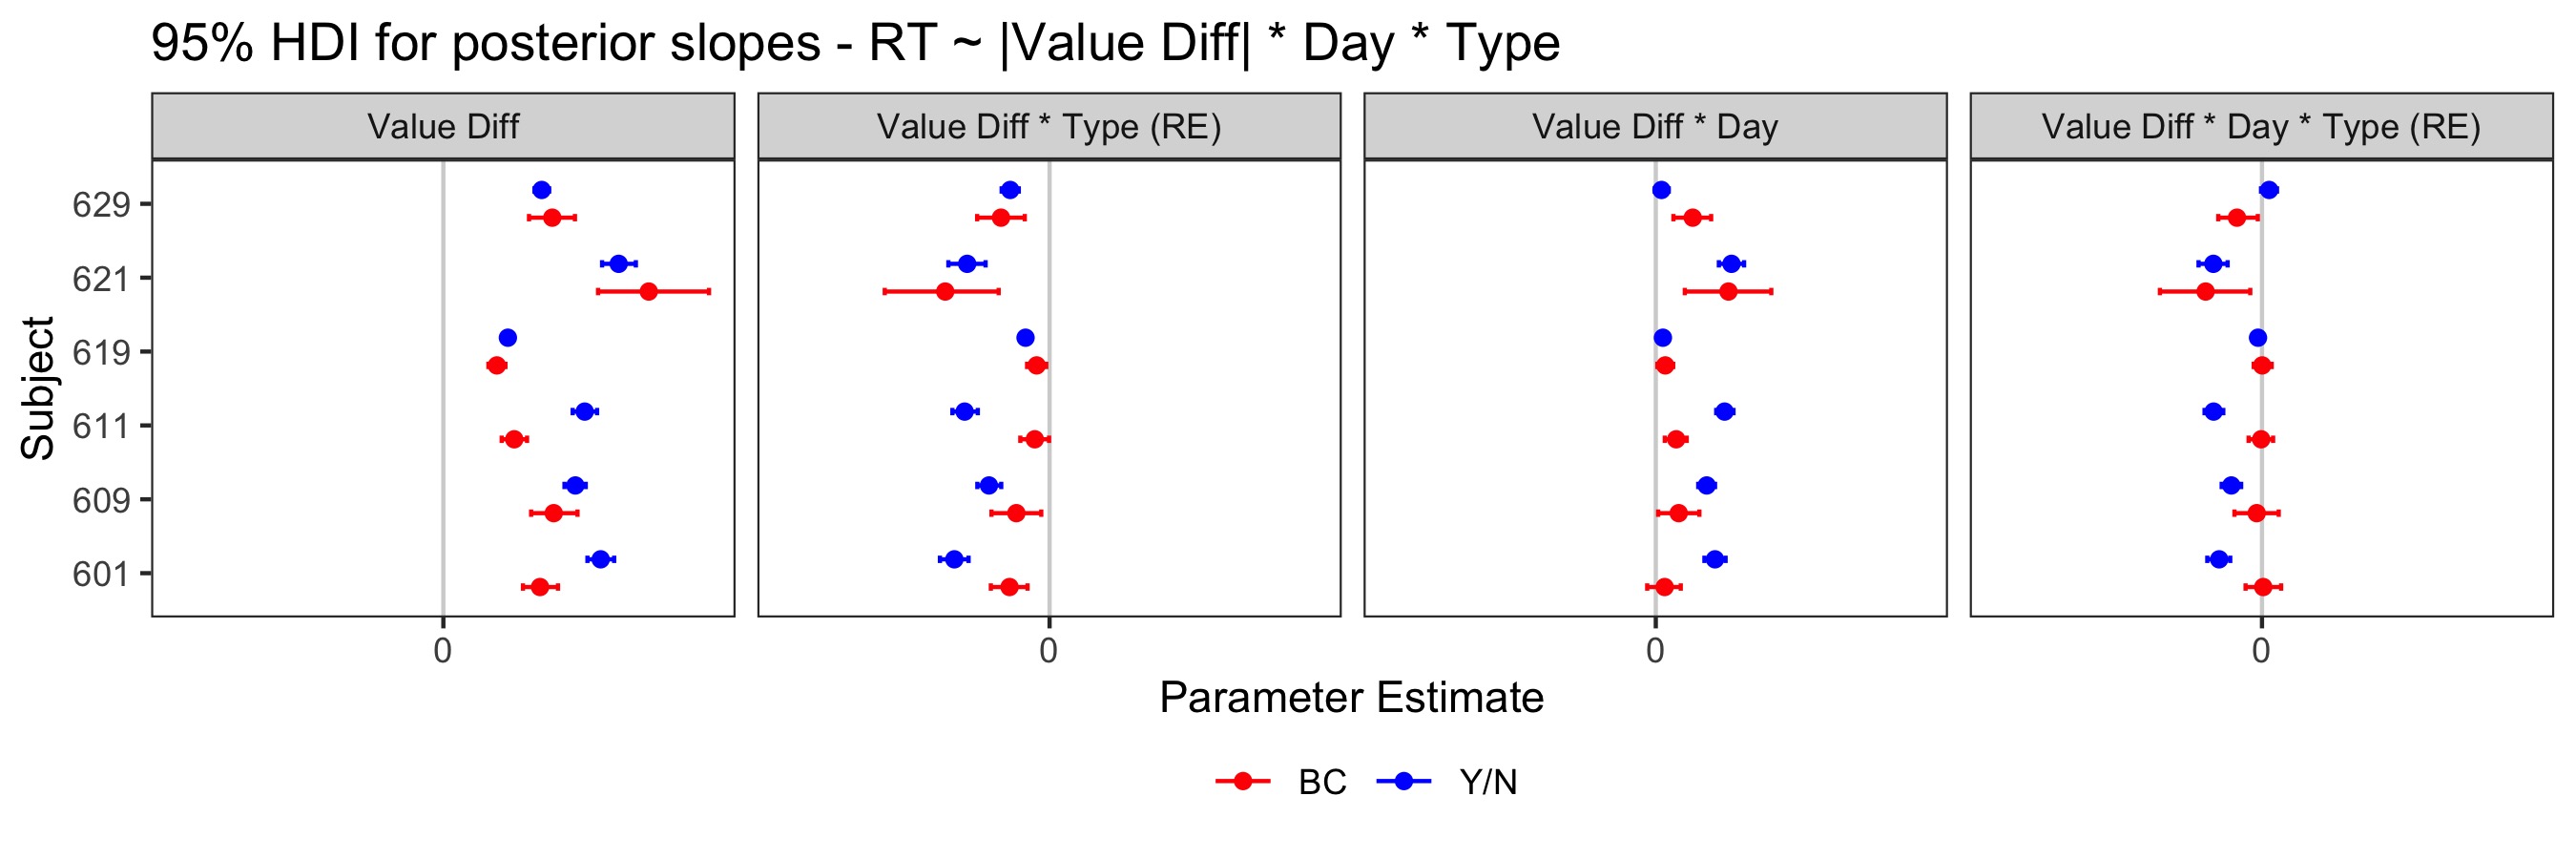 95% HDI for posterior slopes - RT ~ |Value Diff| * Day * Type
Value Diff
Value Diff * Type (RE)
Value Diff * Day
Value Diff * Day * Type (RE)
Subject
629
621
619
611
609
601
0
0
0
0
Parameter Estimate
BC
Y/N